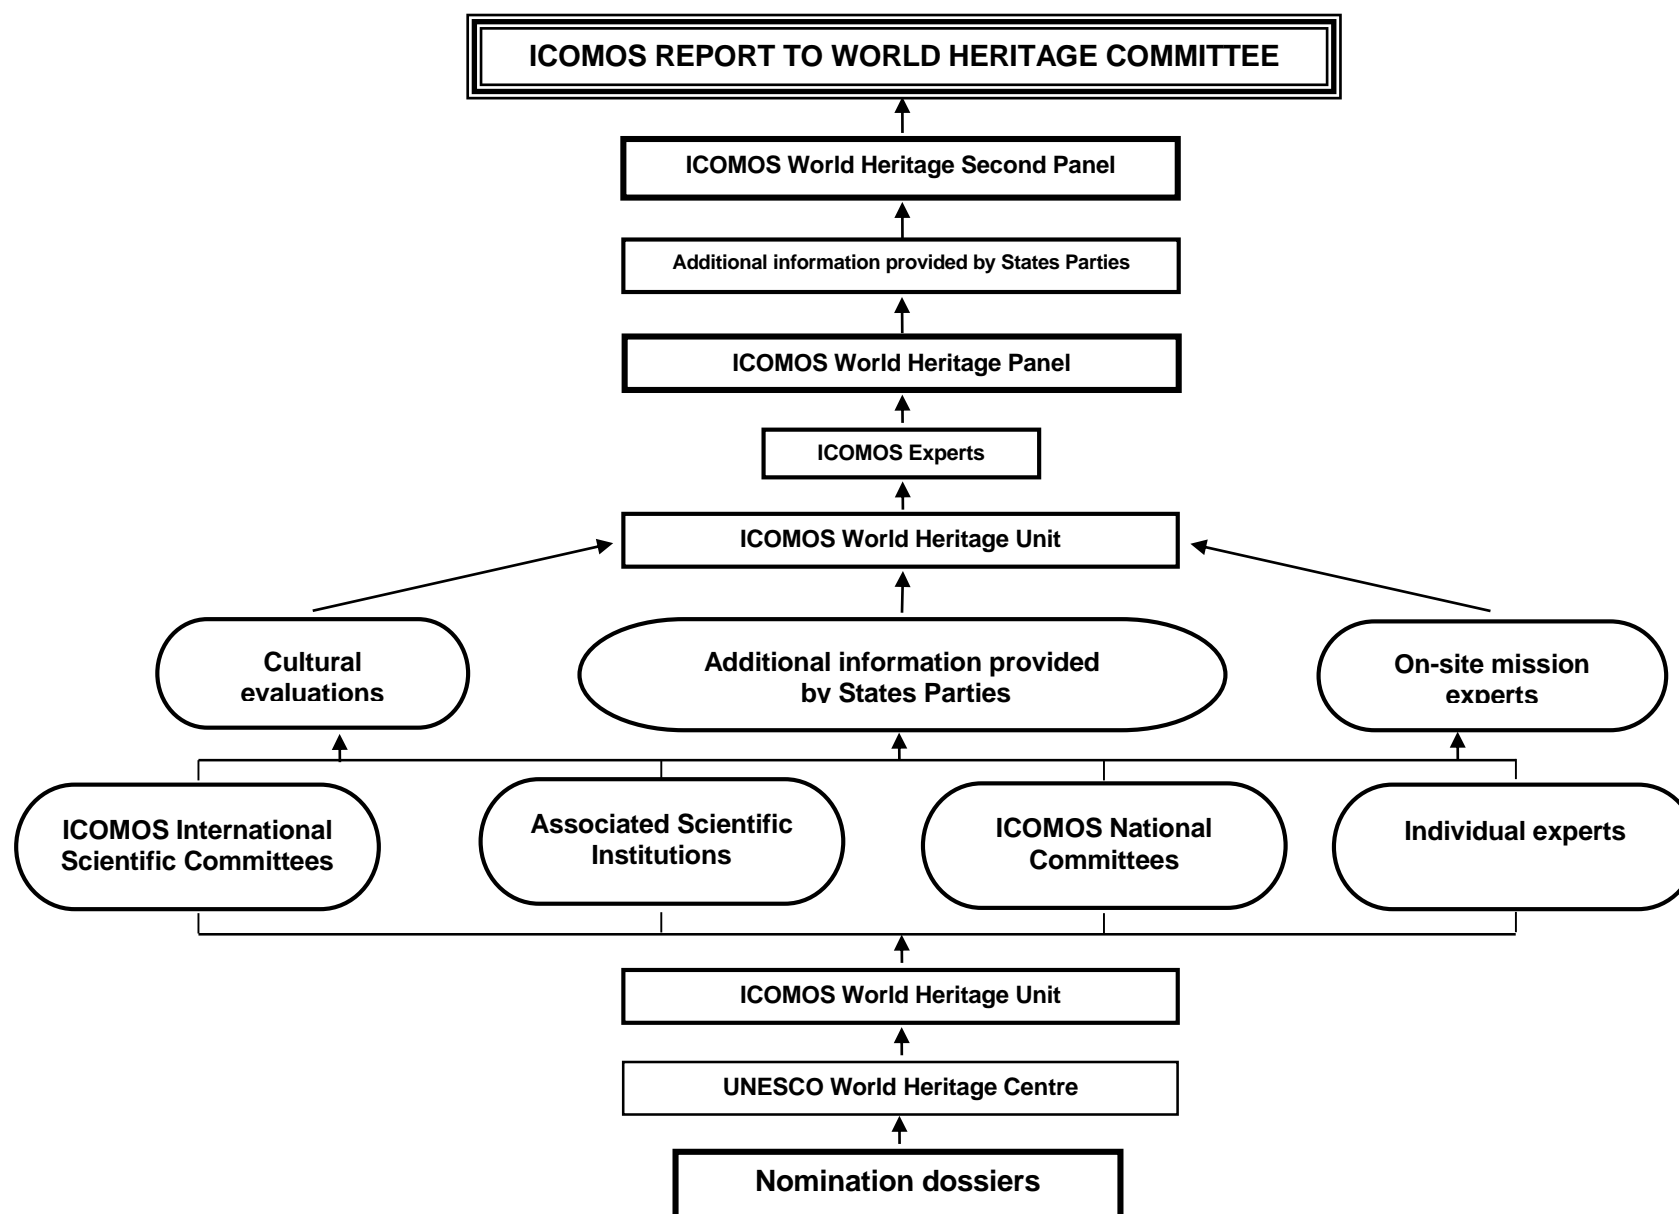 ICOMOS REPORT TO WORLD HERITAGE COMMITTEE
ICOMOS World Heritage Second Panel
Additional information provided by States Parties
ICOMOS World Heritage Panel
ICOMOS Experts
ICOMOS World Heritage Unit
Cultural
evaluations
Additional information provided
by States Parties
On-site mission
experts
ICOMOS International
Scientific Committees
Associated Scientific
Institutions
ICOMOS National
Committees
Individual experts
ICOMOS World Heritage Unit
UNESCO World Heritage Centre
Nomination dossiers